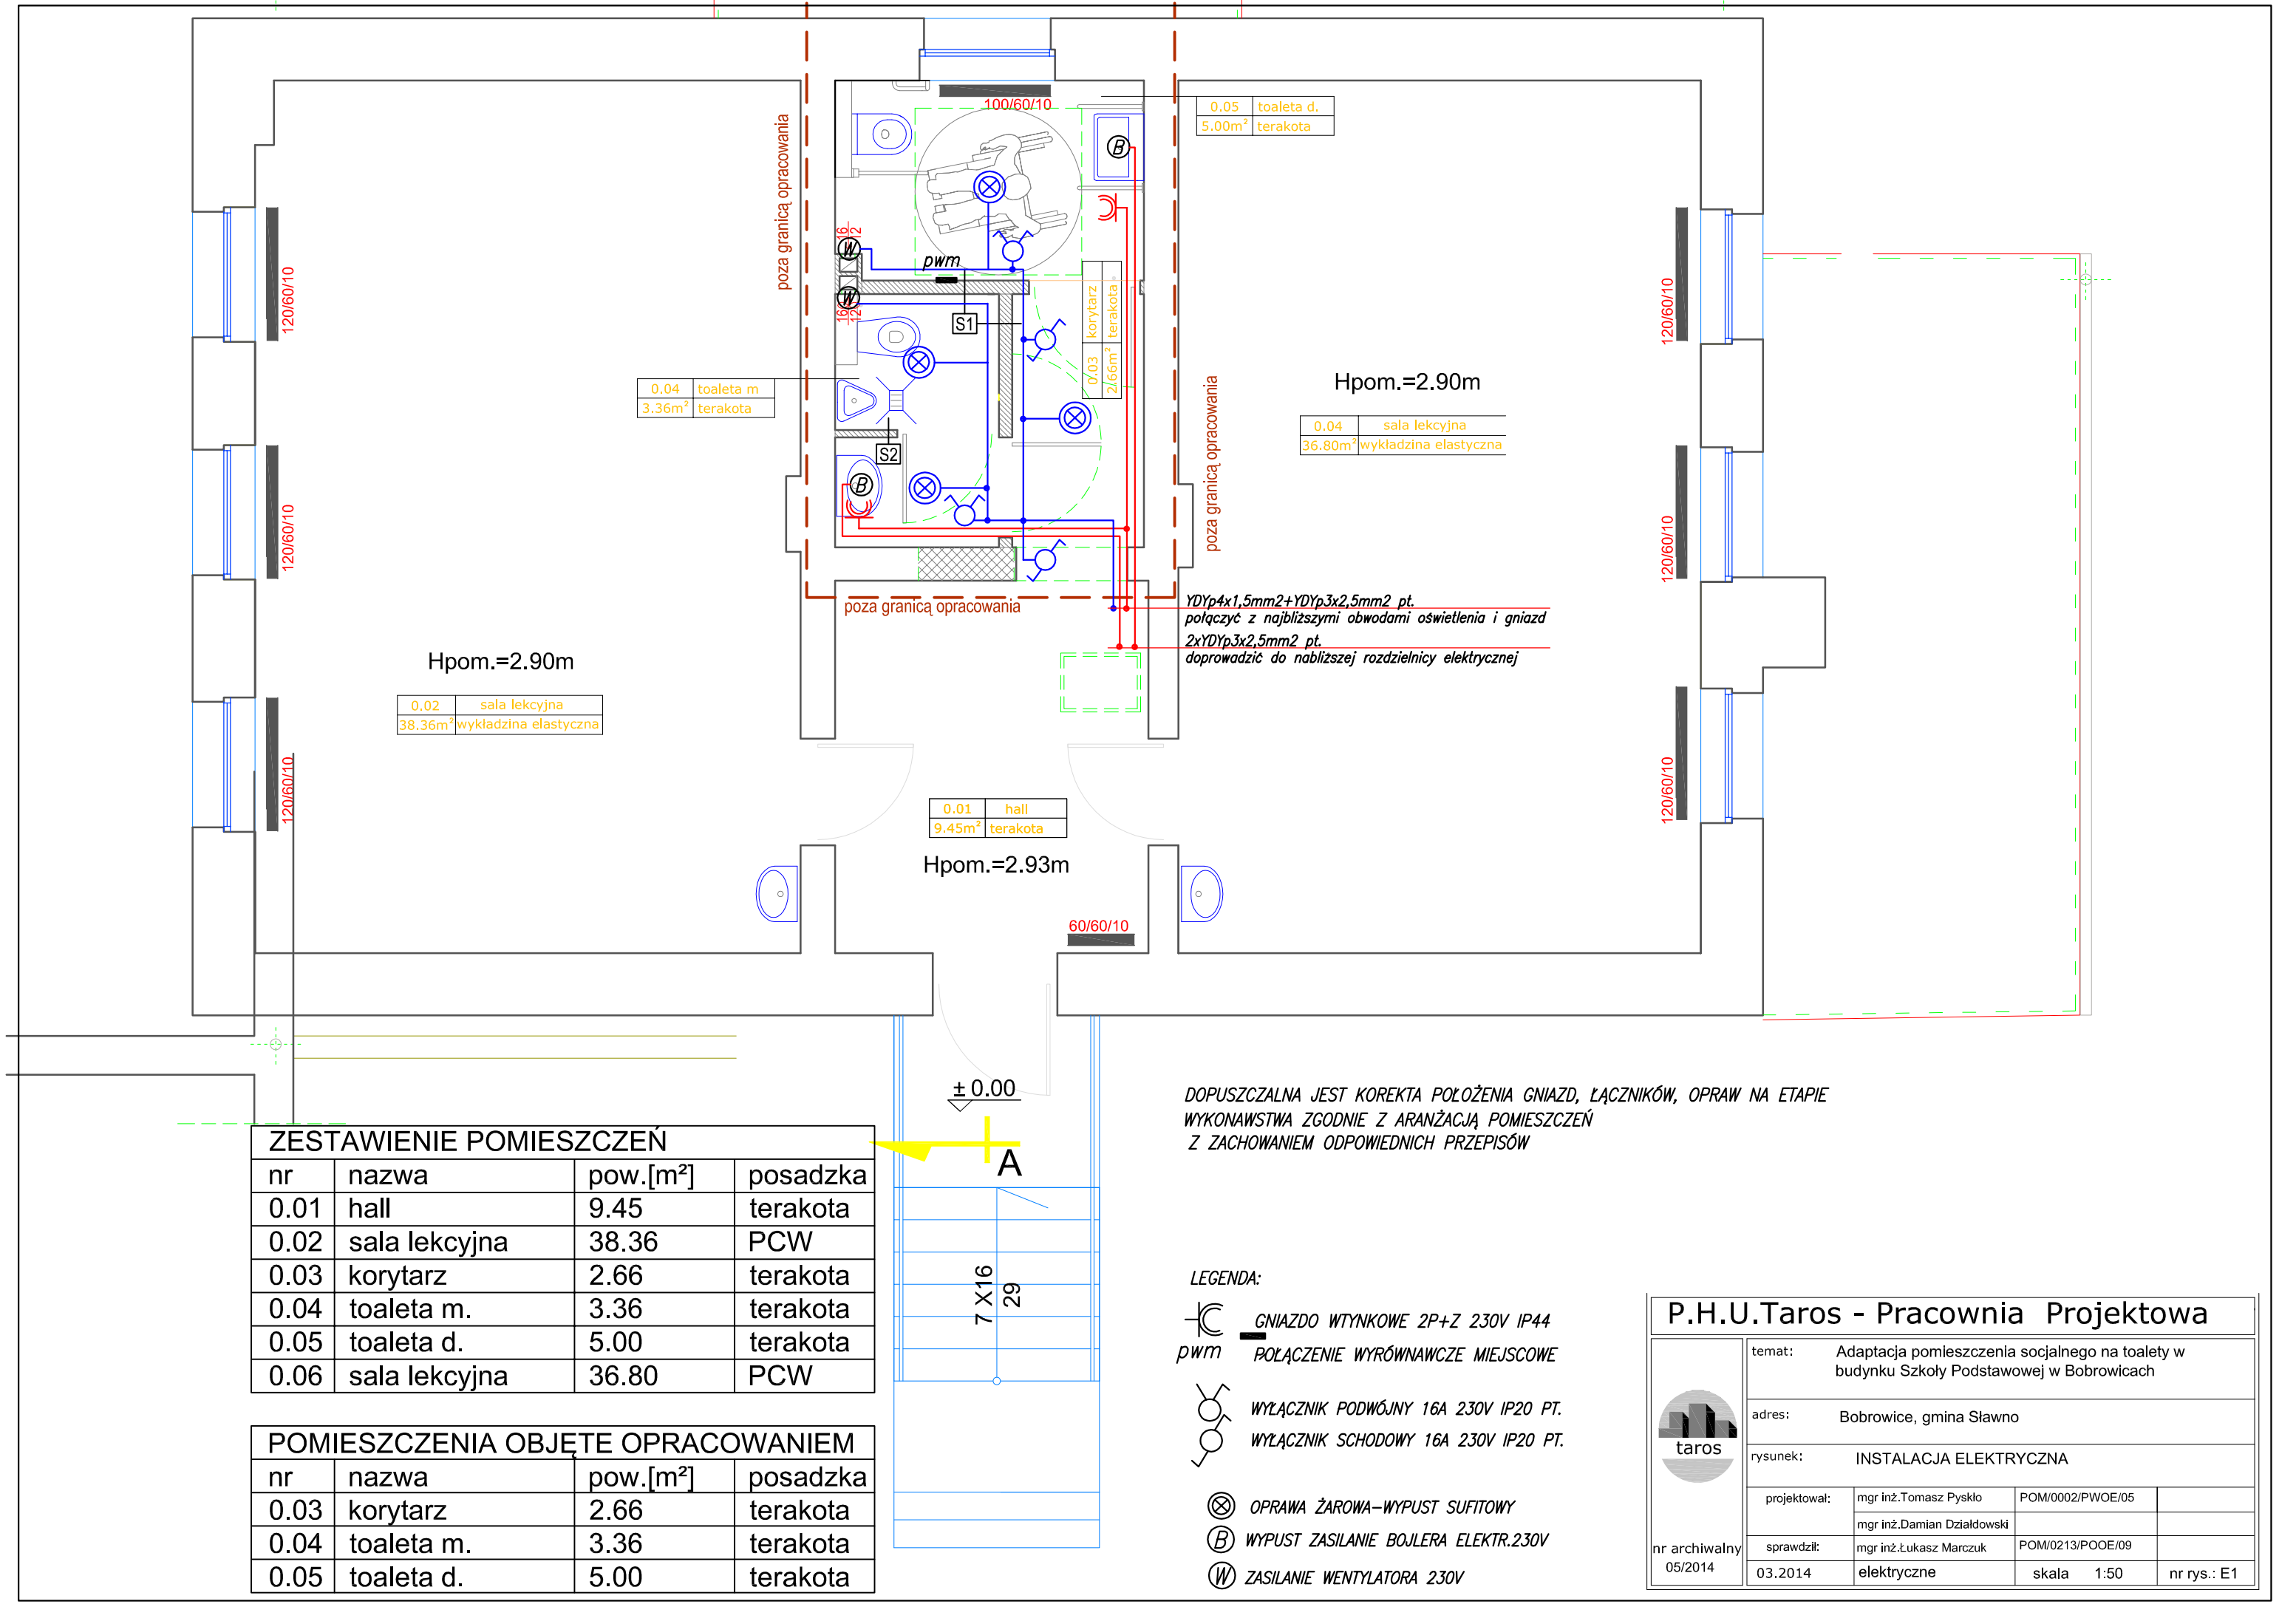 100/60/10
0.05 toaleta d.
5.00m² terakota
poza granicą opracowania
16
12
W
B
pwm
W
16
12
S1
0.03 korytarz
2.66m² terakota
120/60/10
120/60/10
0.04 toaleta m
3.36m² terakota
Hpom.=2.90m
0.04 sala lekcyjna
36.80m² wykładzina elastyczna
poza granicą opracowania
S2
B
120/60/10
120/60/10
poza granicą opracowania
YDYp4x1,5mm2+YDYp3x2,5mm2 pt.
połączyć z najbliższymi obwodami oświetlenia i gniazd
2xYDYp3x2,5mm2 pt.
doprowadzić do nabliższej rozdzielnicy elektrycznej
Hpom.=2.90m
0.02 sala lekcyjna
38.36m² wykładzina elastyczna
120/60/10
120/60/10
0.01 hall
9.45m² terakota
Hpom.=2.93m
60/60/10
±0.00
A
7 X16
29
DOPUSZCZALNA JEST KOREKTA POŁOŻENIA GNIAZD, ŁĄCZNIKÓW, OPRAW NA ETAPIE
WYKONAWSTWA ZGODNIE Z ARANŻACJĄ POMIESZCZEŃ
Z ZACHOWANIEM ODPOWIEDNICH PRZEPISÓW
ZESTAWIENIE POMIESZCZEŃ
nr nazwa pow.[m²] posadzka
0.01 hall 9.45 terakota
0.02 sala lekcyjna 38.36 PCW
0.03 korytarz 2.66 terakota
0.04 toaleta m. 3.36 terakota
0.05 toaleta d. 5.00 terakota
0.06 sala lekcyjna 36.80 PCW
POMIESZCZENIA OBJĘTE OPRACOWANIEM
nr nazwa pow.[m²] posadzka
0.03 korytarz 2.66 terakota
0.04 toaleta m. 3.36 terakota
0.05 toaleta d. 5.00 terakota
LEGENDA:
GNIAZDO WTYNKOWE 2P+Z 230V IP44
pwm POŁĄCZENIE WYRÓWNAWCZE MIEJSCOWE
WYŁĄCZNIK PODWÓJNY 16A 230V IP20 PT.
WYŁĄCZNIK SCHODOWY 16A 230V IP20 PT.
OPRAWA ŻAROWA-WYPUST SUFITOWY
B WYPUST ZASILANIE BOJLERA ELEKTR.230V
W ZASILANIE WENTYLATORA 230V
P.H.U.Taros - Pracownia Projektowa
temat: Adaptacja pomieszczenia socjalnego na toalety w
budynku Szkoły Podstawowej w Bobrowicach
adres: Bobrowice, gmina Sławno
taros
rysunek: INSTALACJA ELEKTRYCZNA
projektował: mgr inż.Tomasz Pyskło POM/0002/PWOE/05
mgr inż.Damian Działdowski
nr archiwalny
05/2014
sprawdził: mgr inż.Łukasz Marczuk POM/0213/POOE/09
03.2014 elektryczne skala 1:50 nr rys.: E1